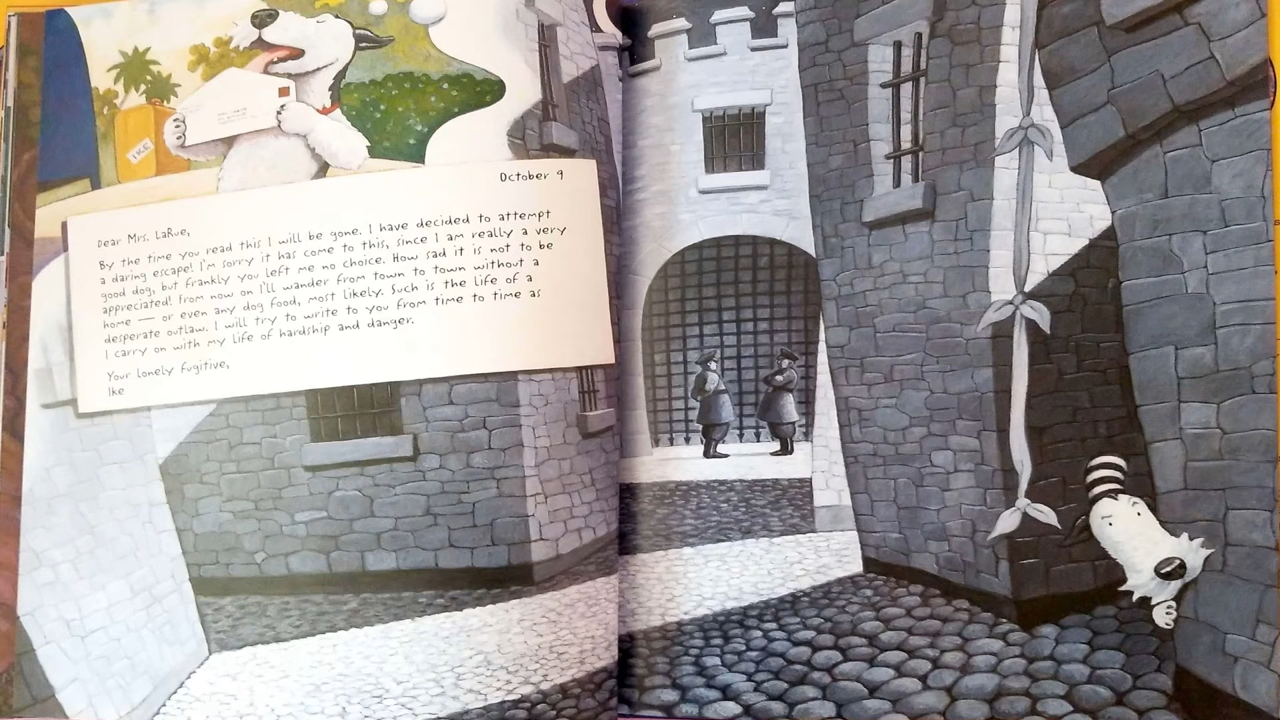 IKE
October 9
Dear Mrs. LaRue,
By the time you read this I will be gone. I have decided to attempt
a daring escape! I'm sorry it has come to this, since I am really a very
good dog, but frankly you left me no choice. How sad it is not to be
appreciated! From now on I'll wander from town to town without a
home — or even any dog food, most likely. Such is the life of a
desperate outlaw. I will try to write to you from time to time as
I carry on with my life of hardship and danger.
Your lonely fugitive,
Ike